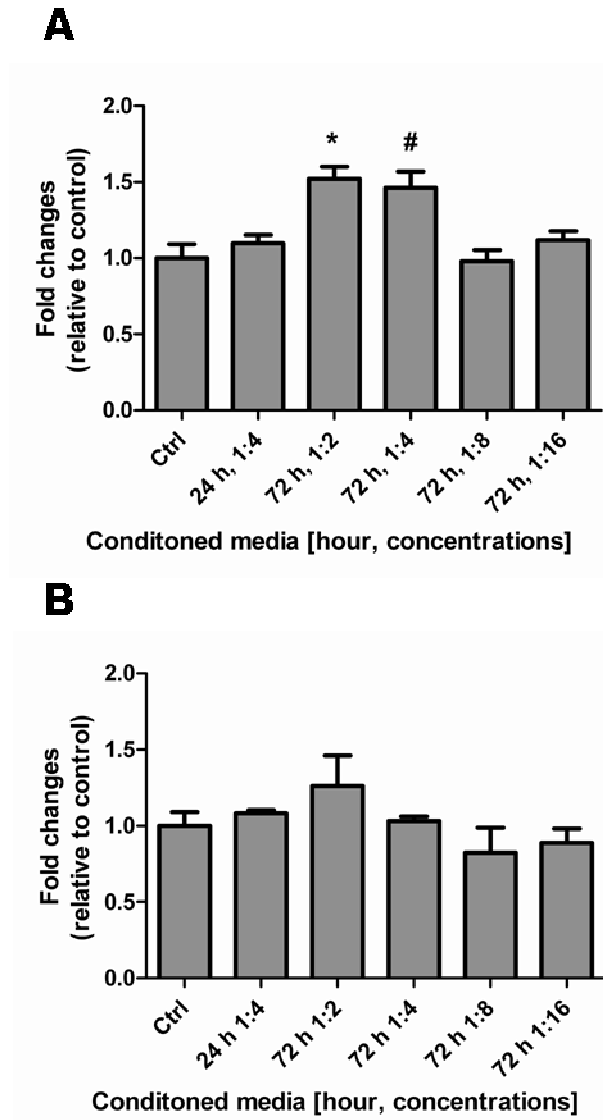 A
Fold changes
(relative to control)
2.0
1.5
1.0
0.5
0.0
*
#
Ctrl
24 h, 1:4
72 h, 1:2
72 h, 1:4
72 h, 1:8
72 h, 1:16
Conditoned media [hour, concentrations]
B
Fold changes
(relative to control)
2.0
1.5
1.0
0.5
0.0
Ctrl
24 h 1:4
72 h 1:2
72 h 1:4
72 h 1:8
72 h 1:16
Conditoned media [hour, concentrations]